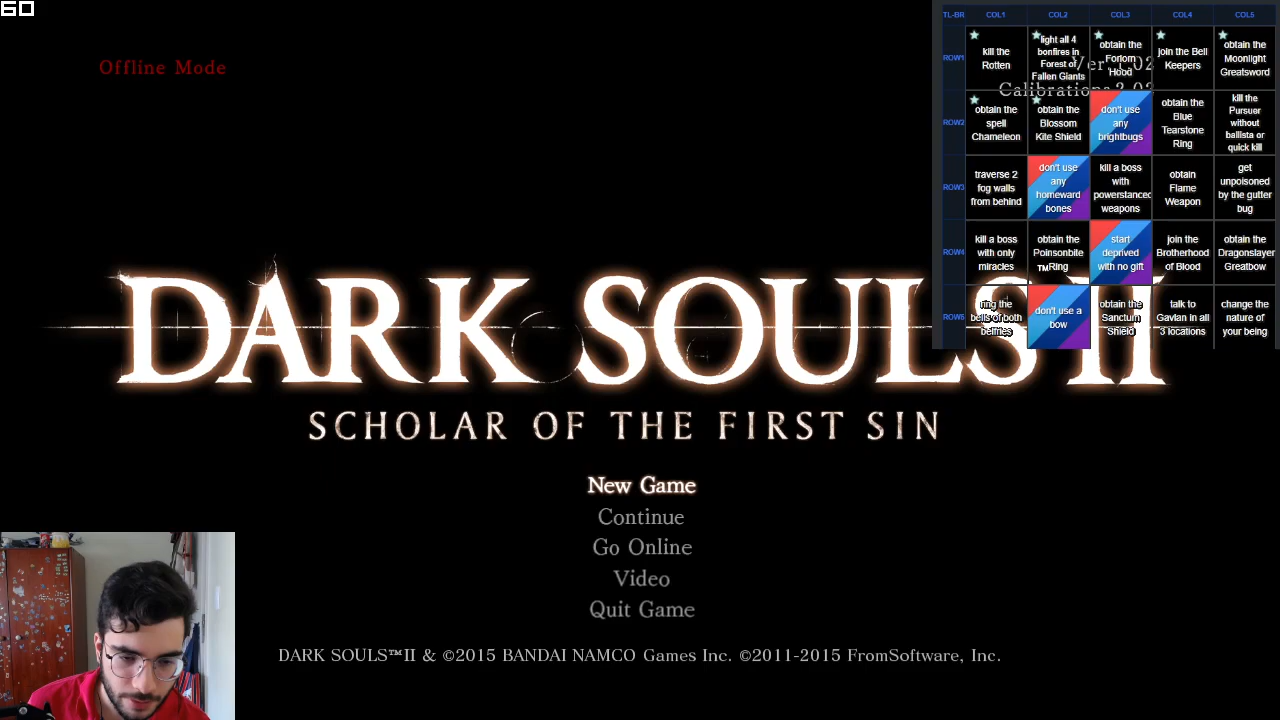 60
Offline Mode
Ver. 1.02
Calibrations 2.02
TL-BR COL1 COL2 COL3 COL4 COL5
ROW1
kill the
Rotten
light all 4
bonfires in
Forest of
Fallen Giants
obtain the
Forlorn
Hood
join the Bell
Keepers
obtain the
Moonlight
Greatsword
ROW2
obtain the
spell
Chameleon
obtain the
Blossom
Kite Shield
don't use
any
brightbugs
obtain the
Blue
Tearstone
Ring
kill the
Pursuer
without
ballista or
quick kill
ROW3
traverse 2
fog walls
from behind
don't use
any
homeward
bones
kill a boss
with
powerstanced
weapons
obtain
Flame
Weapon
get
unpoisoned
by the gutter
bug
ROW4
kill a boss
with only
miracles
obtain the
Poisonbite
Ring
start
deprived
with no gift
join the
Brotherhood
of Blood
obtain the
Dragonslayer
Greatbow
ROW5
ring the
bells of both
belfries
don't use a
bow
obtain the
Sanctum
Shield
talk to
Gavlan in all
3 locations
change the
nature of
your being
DARK SOULS II
™
SCHOLAR OF THE FIRST SIN
New Game
Continue
Go Online
Video
Quit Game
DARK SOULS™II & ©2015 BANDAI NAMCO Games Inc. ©2011-2015 FromSoftware, Inc.